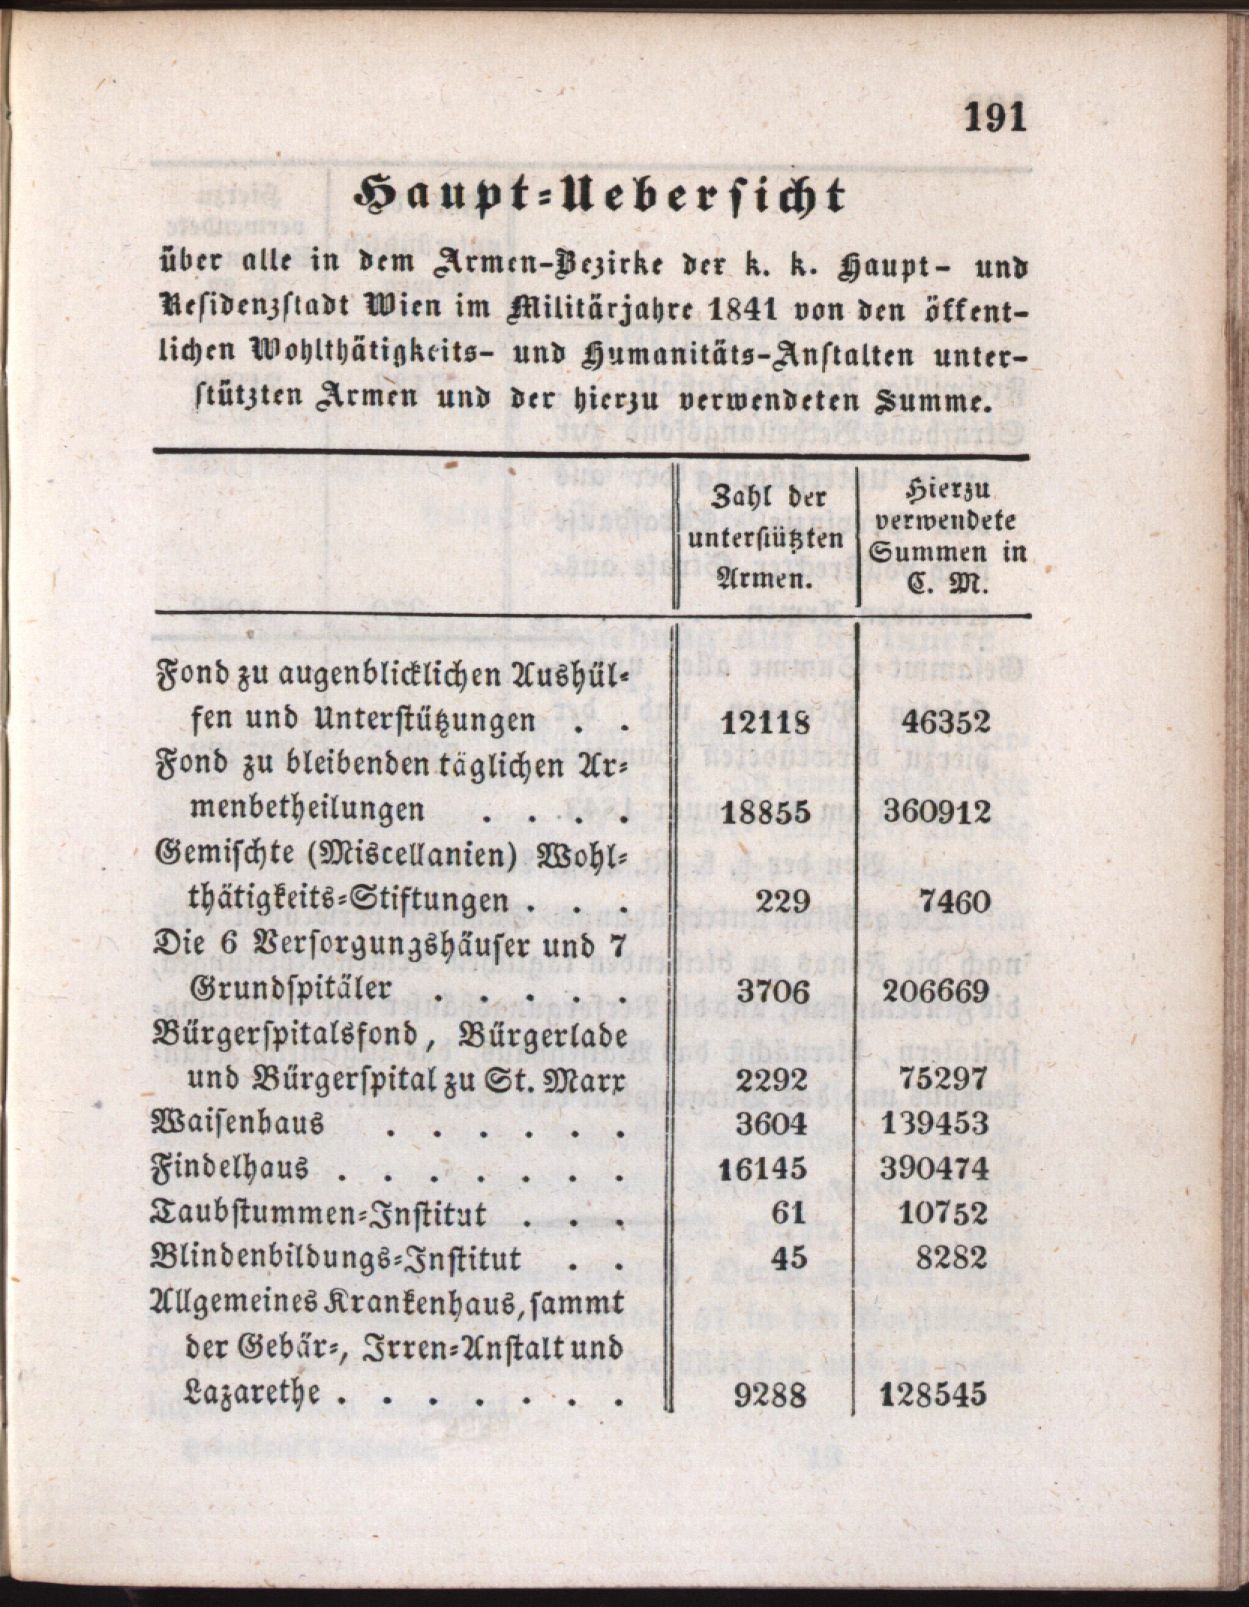 191
Haupt-Uebersicht
über alle in dem Armen-Bezirke der k. k. Haupt- und
Residenzstadt Wien im Militärjahre 1841 von den öffent-
lichen Wohlthätigkeits- und Humanitäts-Anstalten unter-
stützten Armen und der hierzu verwendeten Summe.
Zahl der
unterstützten
Armen.
Hierzu
verwendete
Summen in
C. M.
Fond zu augenblicklichen Aushül-
fen und Unterstützungen . . 12118 46352
Fond zu bleibenden täglichen Ar-
menbetheilungen . . . . 18855 360912
Gemischte (Miscellanien) Wohl-
thätigkeits-Stiftungen . . . 229 7460
Die 6 Versorgungshäuser und 7
Grundspitäler . . . . . 3706 206669
Bürgerspitalsfond, Bürgerlade
und Bürgerspital zu St. Marx 2292 75297
Waisenhaus . . . . . . 3604 139453
Findelhaus . . . . . . . 16145 390474
Taubstummen-Institut . . . 61 10752
Blindenbildungs-Institut . . 45 8282
Allgemeines Krankenhaus, sammt
der Gebär-, Irren-Anstalt und
Lazarethe . . . . . . . 9288 128545